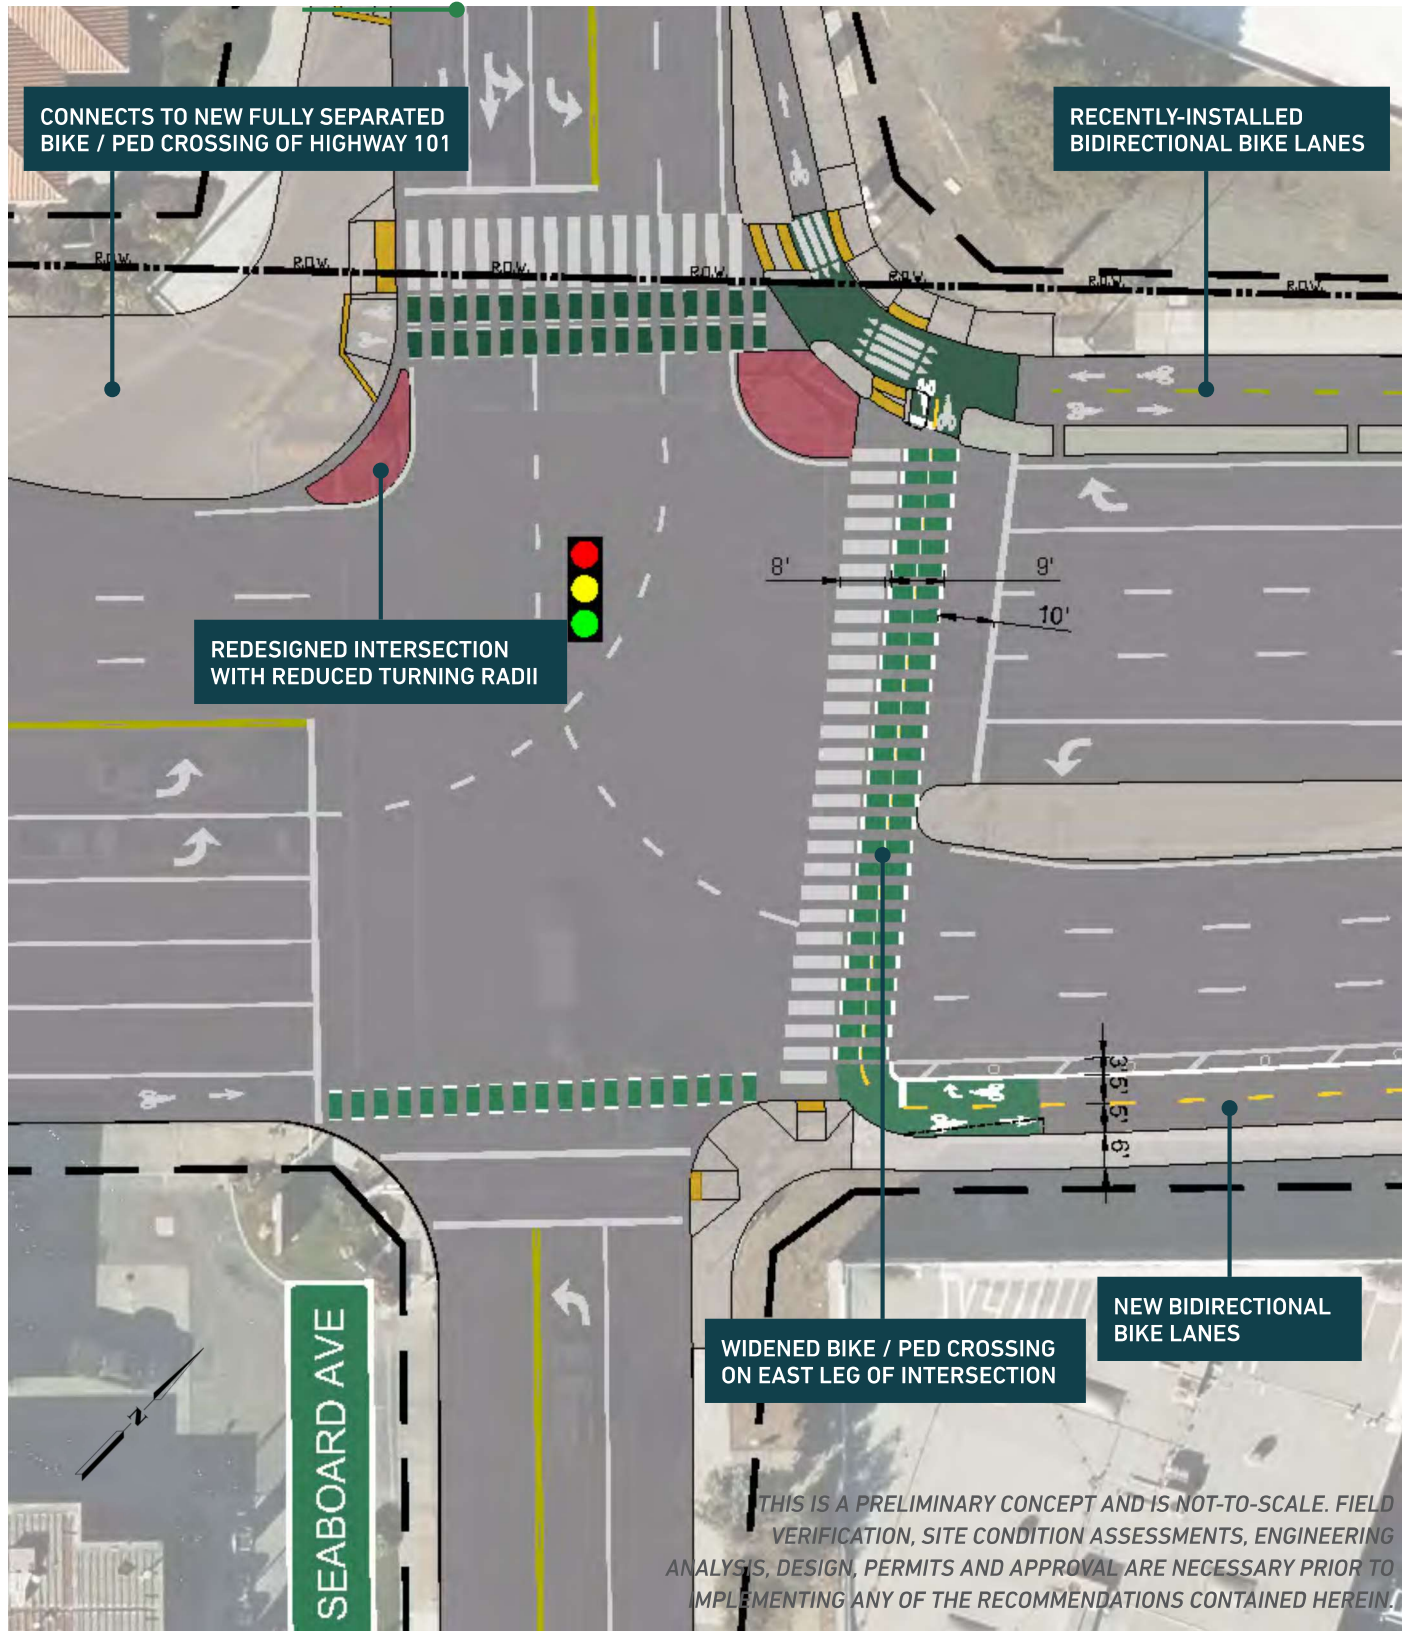 CONNECTS TO NEW FULLY SEPARATED
BIKE / PED CROSSING OF HIGHWAY 101
RECENTLY-INSTALLED
BIDIRECTIONAL BIKE LANES
R.O.W.
R.O.W.
R.O.W.
R.O.W.
R.O.W.
R.O.W.
R.O.W.
8'
9'
10'
REDESIGNED INTERSECTION
WITH REDUCED TURNING RADII
3'
5'
5'
6'
NEW BIDIRECTIONAL
BIKE LANES
WIDENED BIKE / PED CROSSING
ON EAST LEG OF INTERSECTION
SEABOARD AVE
N
THIS IS A PRELIMINARY CONCEPT AND IS NOT-TO-SCALE. FIELD
VERIFICATION, SITE CONDITION ASSESSMENTS, ENGINEERING
ANALYSIS, DESIGN, PERMITS AND APPROVAL ARE NECESSARY PRIOR TO
IMPLEMENTING ANY OF THE RECOMMENDATIONS CONTAINED HEREIN.